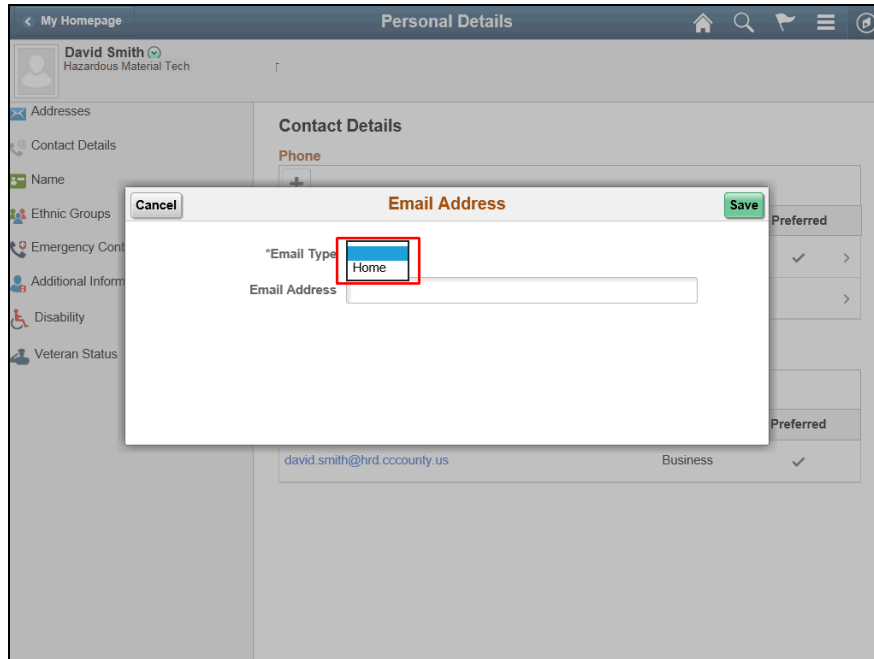 My Homepage
Personal Details
David Smith
Hazardous Material Tech
Addresses
Contact Details
Name
Ethnic Groups
Emergency Cont
Additional Inform
Disability
Veteran Status
Contact Details
Phone
+
Preferred
Cancel
Email Address
Save
*Email Type
Home
Email Address
Preferred
david.smith@hrd.cccounty.us Business